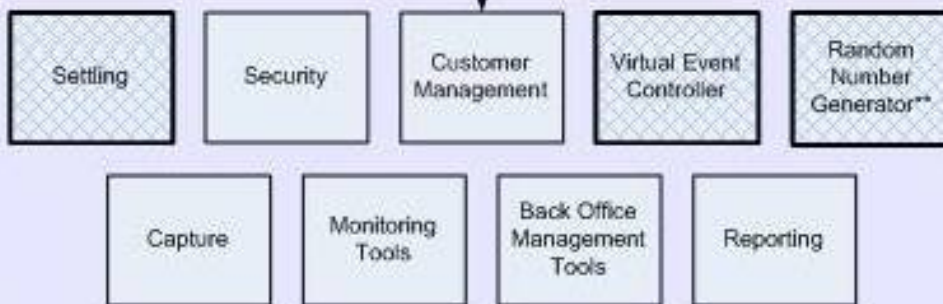 Settling
Security
Customer
Management
Virtual Event
Controller
Random
Number
Generator**
Capture
Monitoring
Tools
Back Office
Management
Tools
Reporting